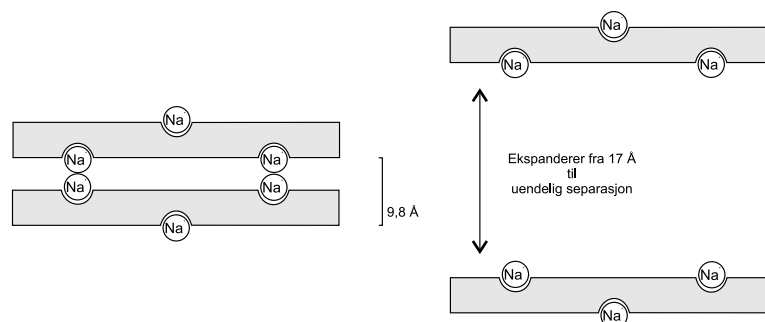 Na
Na
Na Na
Na Na
Na
9,8 Å
Na Na
Ekspanderer fra 17 Å
til
uendelig separasjon
Na Na
Na